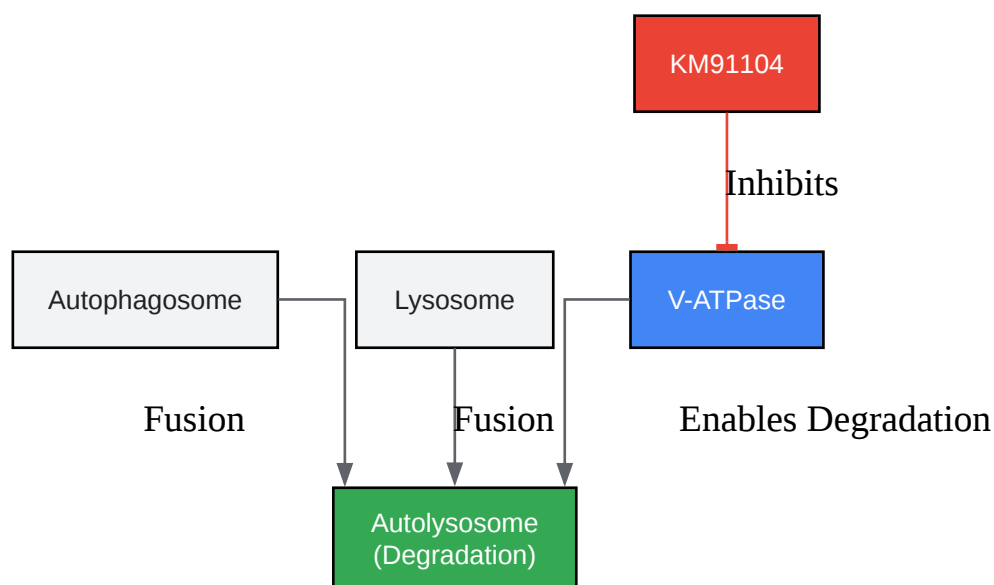 KM91104
Inhibits
Autophagosome
Lysosome
V-ATPase
Fusion
Fusion
Enables Degradation
Autolysosome
(Degradation)